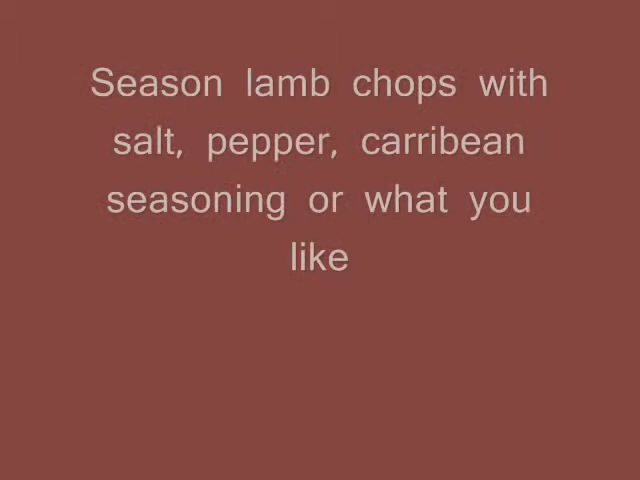 Season lamb chops with
salt, pepper, carribean
seasoning or what you
like